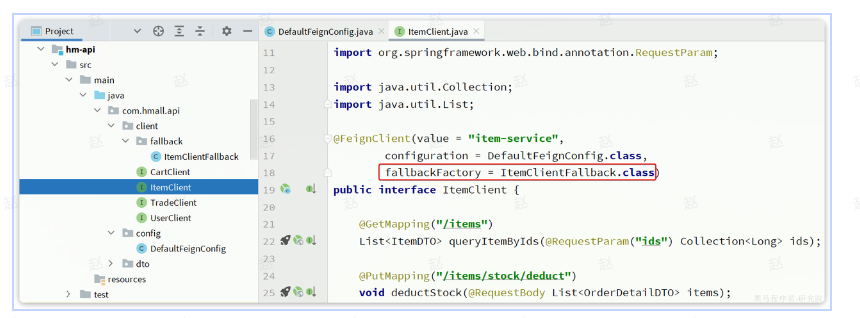 Project
DefaultFeignConfig.java
ItemClient.java
hm-api
src
main
java
com.hmall.api
client
fallback
ItemClientFallback
CartClient
ItemClient
TradeClient
UserClient
config
DefaultFeignConfig
dto
resources
test
11 import org.springframework.web.bind.annotation.RequestParam;
12
13 import java.util.Collection;
14 import java.util.List;
15
16 @FeignClient(value = "item-service",
17 configuration = DefaultFeignConfig.class,
18 fallbackFactory = ItemClientFallback.class)
19 public interface ItemClient {
20
21 @GetMapping("/items")
22 List<ItemDTO> queryItemByIds(@RequestParam("ids") Collection<Long> ids);
23
24 @PutMapping("/items/stock/deduct")
25 void deductStock(@RequestBody List<OrderDetailDTO> items);